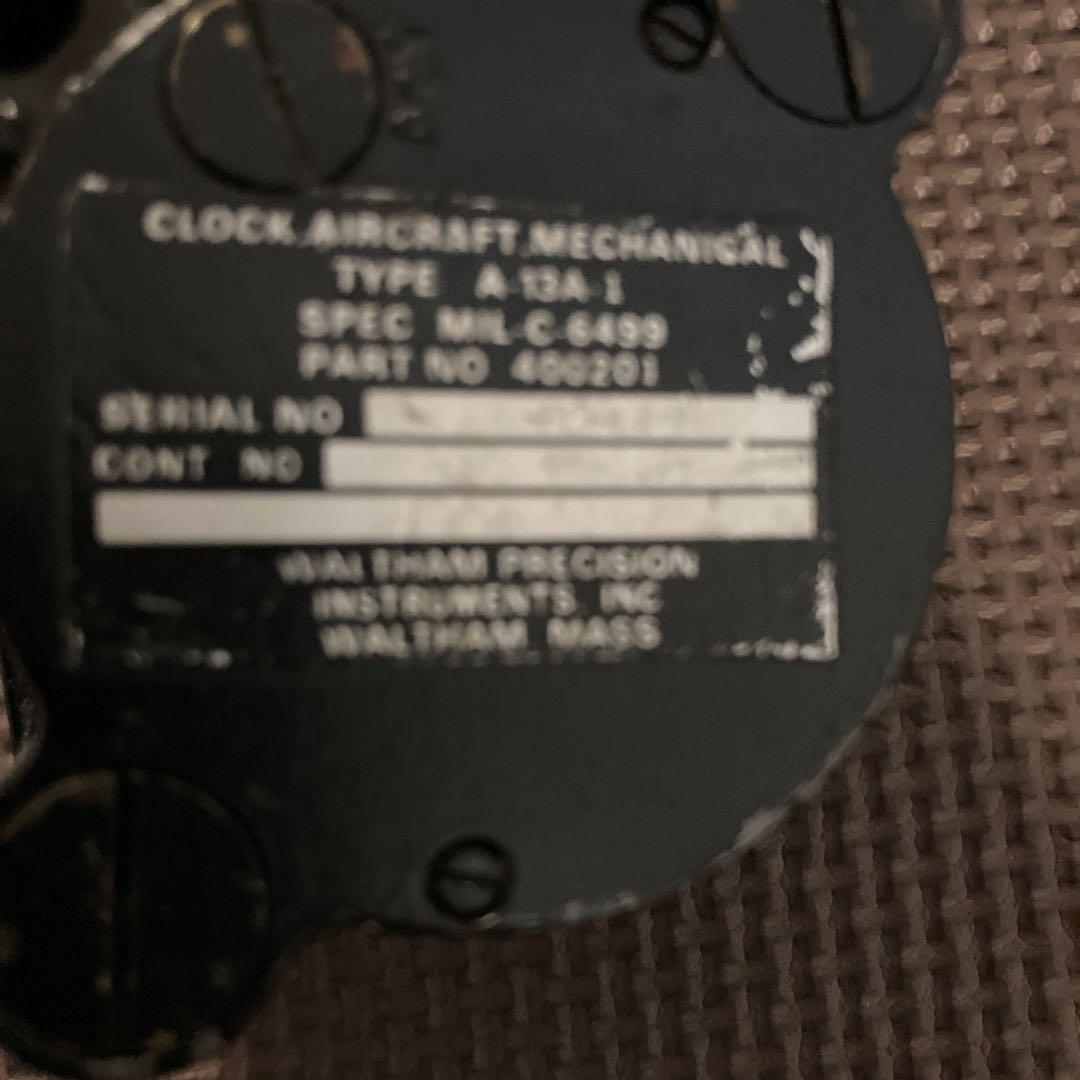 CLOCK, AIRCRAFT, MECHANICAL
TYPE A-13A-1
SPEC MIL-C-6499
PART NO 400201
SERIAL NO
CONT NO
WALTHAM PRECISION
INSTRUMENTS, INC
WALTHAM, MASS